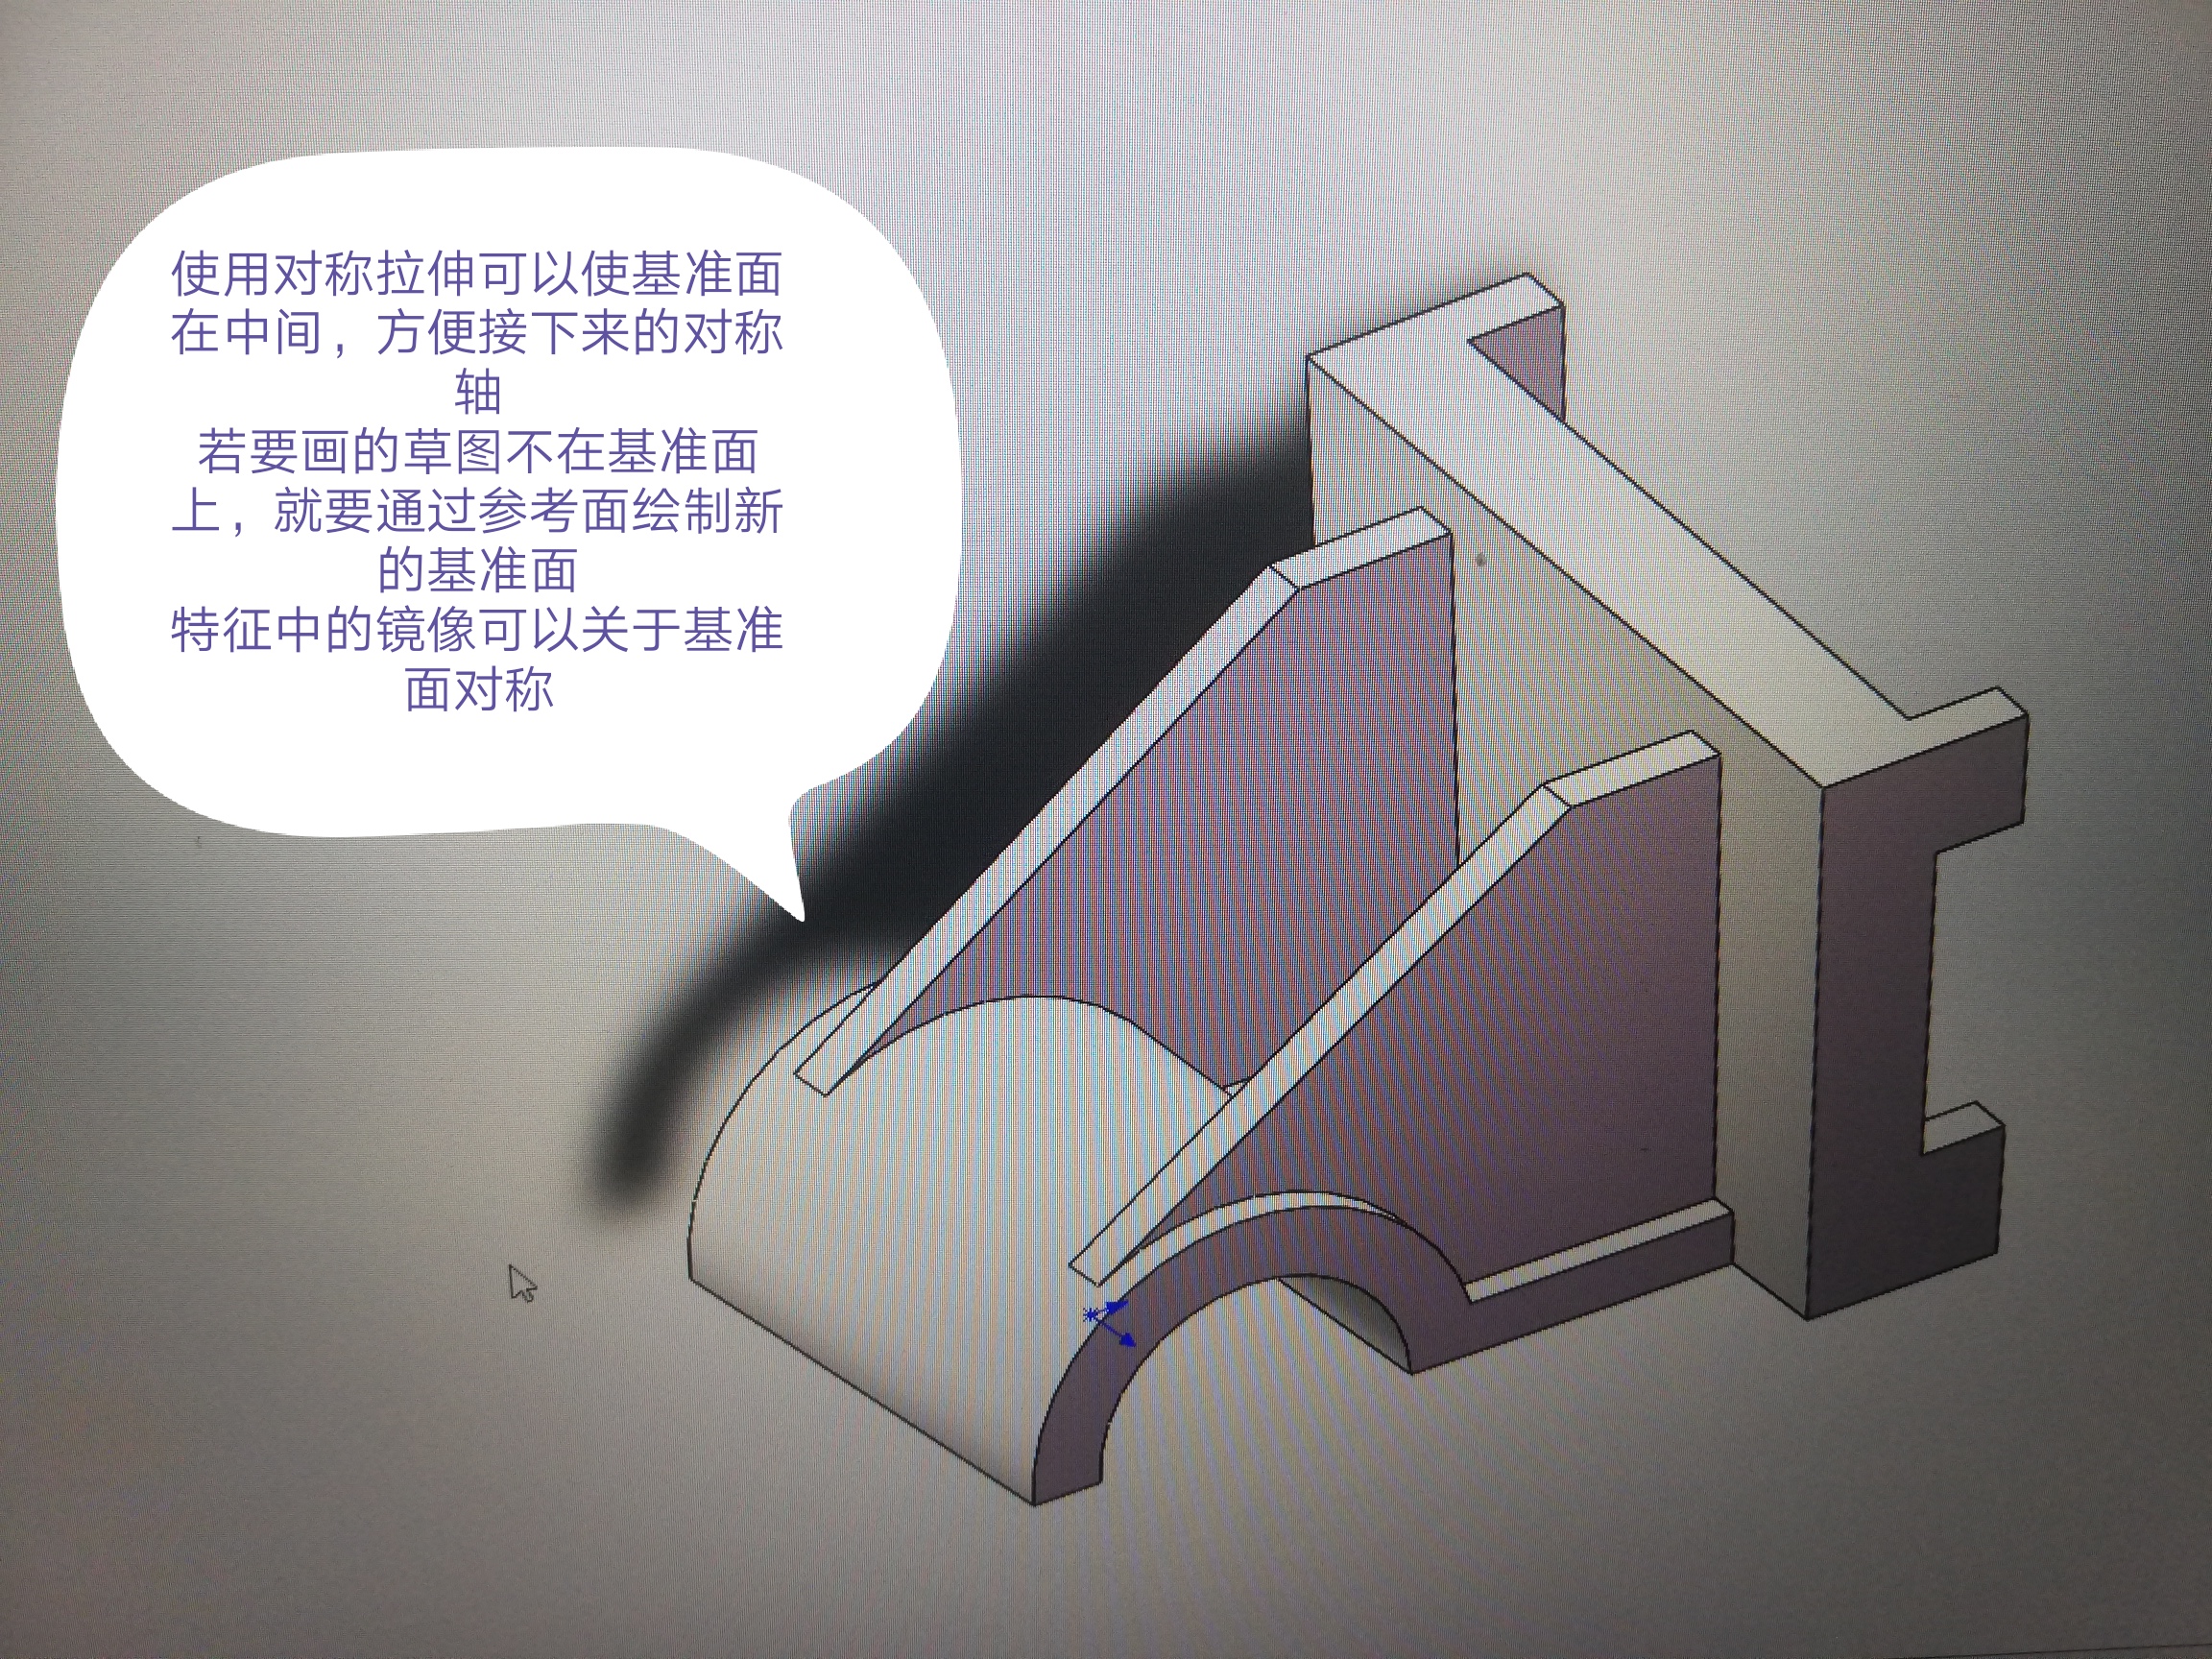 使用对称拉伸可以使基准面
在中间，方便接下来的对称
轴
若要画的草图不在基准面
上，就要通过参考面绘制新
的基准面
特征中的镜像可以关于基准
面对称